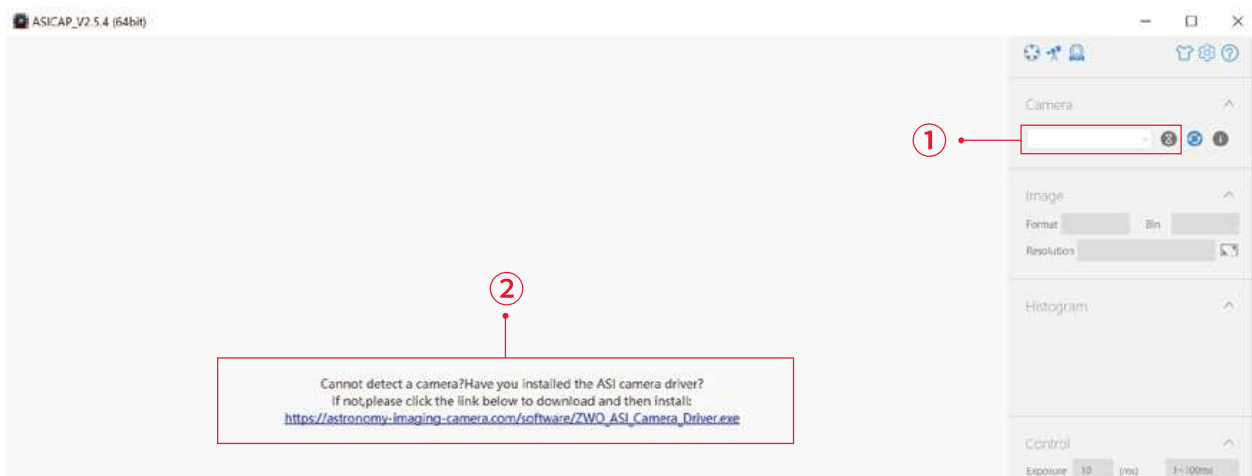 ASICAP_V2.5.4 (64bit)
Camera
①
Image
Format Bin
Resolution
②
Histogram
Cannot detect a camera?Have you installed the ASI camera driver?
If not,please click the link below to download and then install:
https://astronomy-imaging-camera.com/software/ZWO_ASI_Camera_Driver.exe
Control
Exposure 10 (ms) 1~100ms